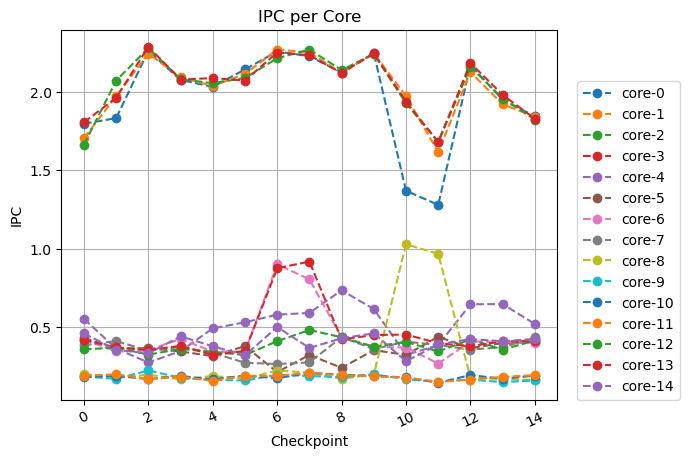 IPC per Core
IPC
2.0
1.5
1.0
0.5
0
2
4
6
8
10
12
14
Checkpoint
core-0
core-1
core-2
core-3
core-4
core-5
core-6
core-7
core-8
core-9
core-10
core-11
core-12
core-13
core-14